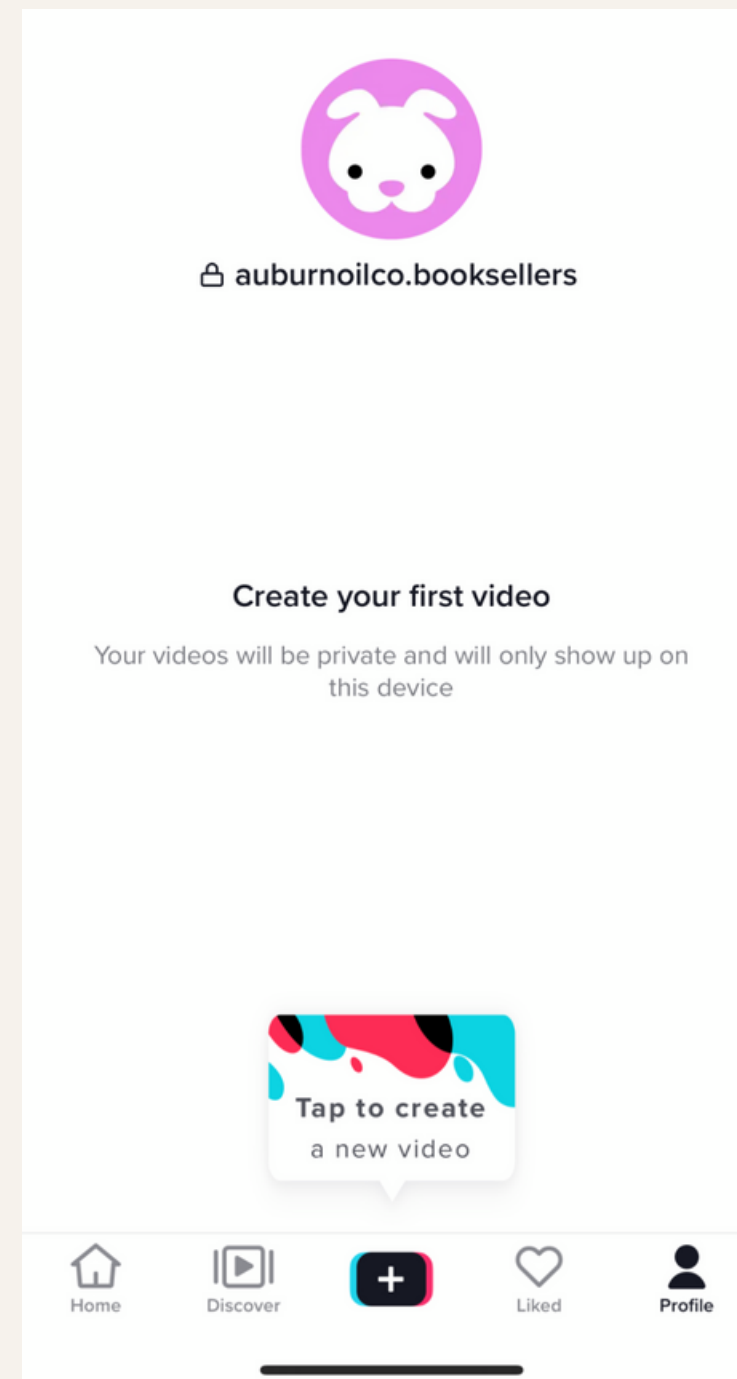 auburnoilco.booksellers
Create your first video
Your videos will be private and will only show up on
this device
Tap to create
a new video
Home
Discover
Liked
Profile